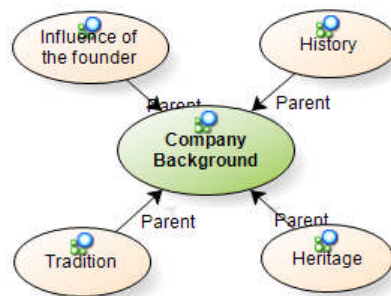 Influence of
the founder
History
Parent
Parent
Company
Background
Parent
Parent
Tradition
Heritage